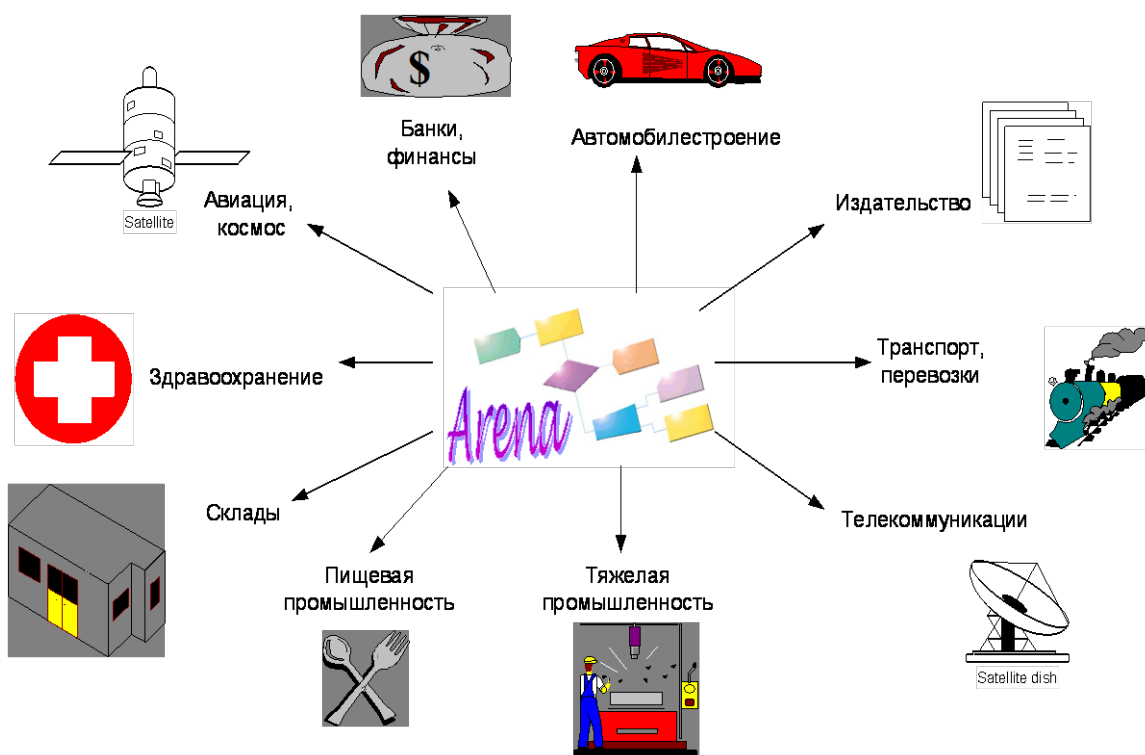 $
Банки,
финансы
Автомобилестроение
Satellite
Авиация,
космос
Издательство
Здравоохранение
Arena
Транспорт,
перевозки
Склады
Телекоммуникации
Пищевая
промышленность
Тяжелая
промышленность
Satellite dish